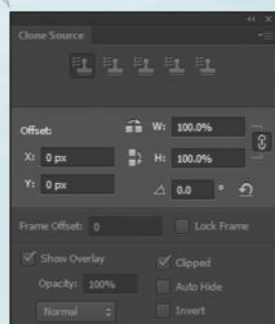 Clone Source
Offset: W: 100.0%
X: 0 px H: 100.0%
Y: 0 px 0.0 °
Frame Offset: 0 Lock Frame
Show Overlay Clipped
Opacity: 100% Auto Hide
Normal Invert